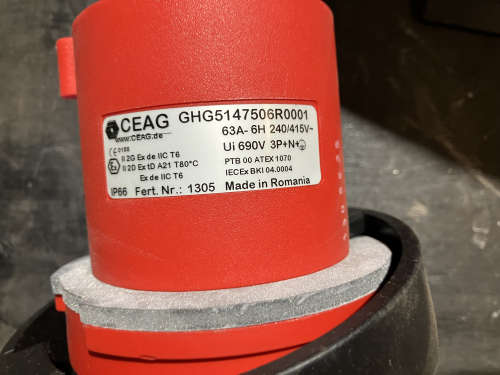 CEAG GHG5147506R0001
www.CEAG.de 63A- 6H 240/415V~
Ui 690V 3P+N+
CE 0158
II 2G Ex de IIC T6 PTB 00 ATEX 1070
II 2D Ex tD A21 T80°C IECEx BKI 04.0004
Ex de IIC T6
IP66 Fert. Nr.: 1305 Made in Romania